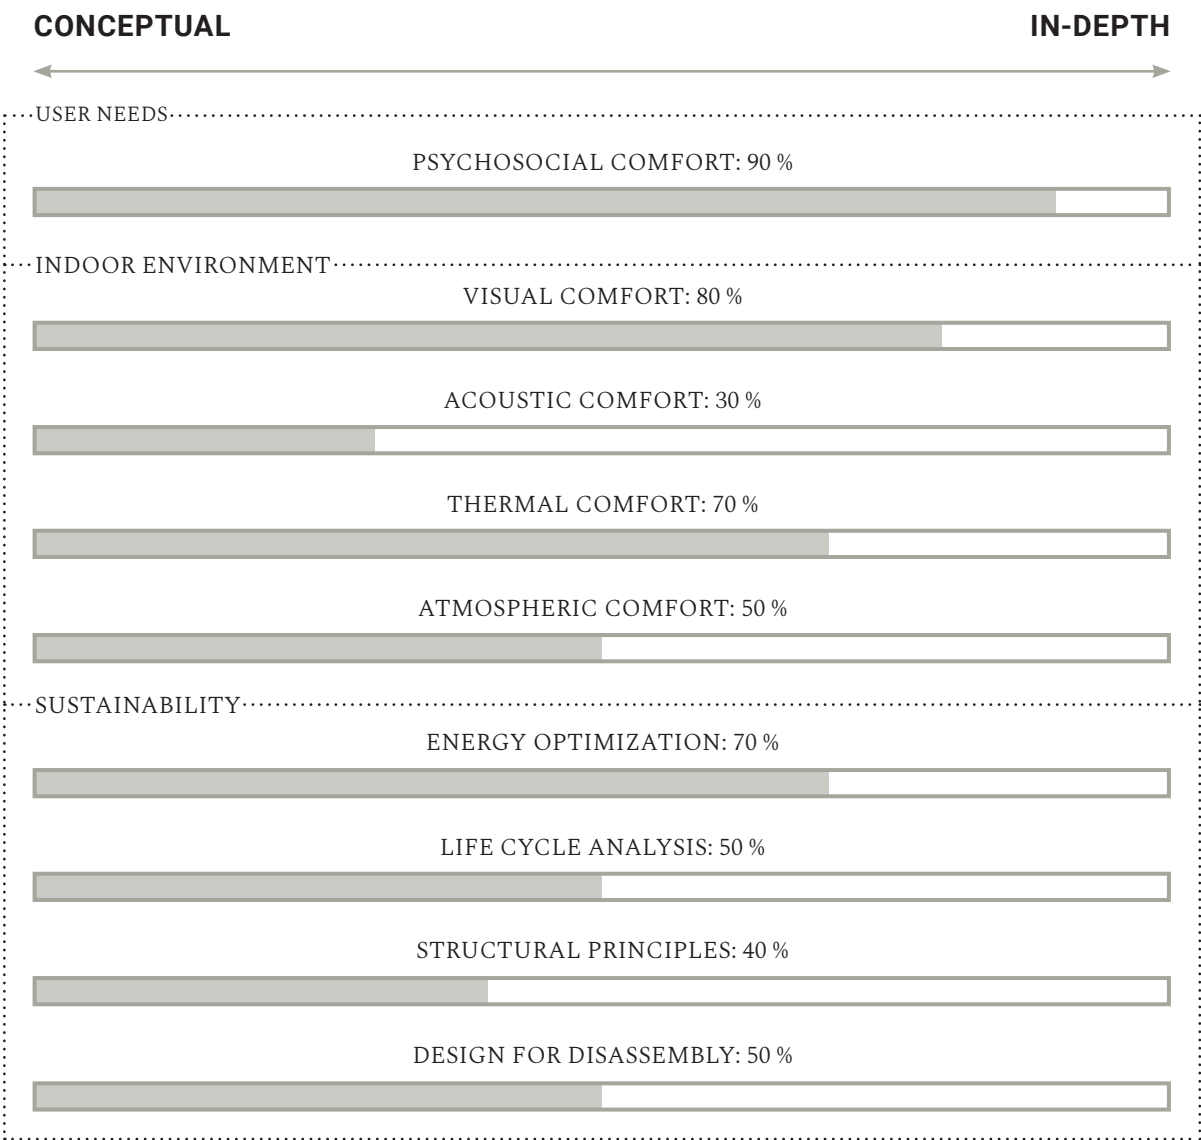 CONCEPTUAL IN-DEPTH
USER NEEDS
PSYCHOSOCIAL COMFORT: 90 %
INDOOR ENVIRONMENT
VISUAL COMFORT: 80 %
ACOUSTIC COMFORT: 30 %
THERMAL COMFORT: 70 %
ATMOSPHERIC COMFORT: 50 %
SUSTAINABILITY
ENERGY OPTIMIZATION: 70 %
LIFE CYCLE ANALYSIS: 50 %
STRUCTURAL PRINCIPLES: 40 %
DESIGN FOR DISASSEMBLY: 50 %